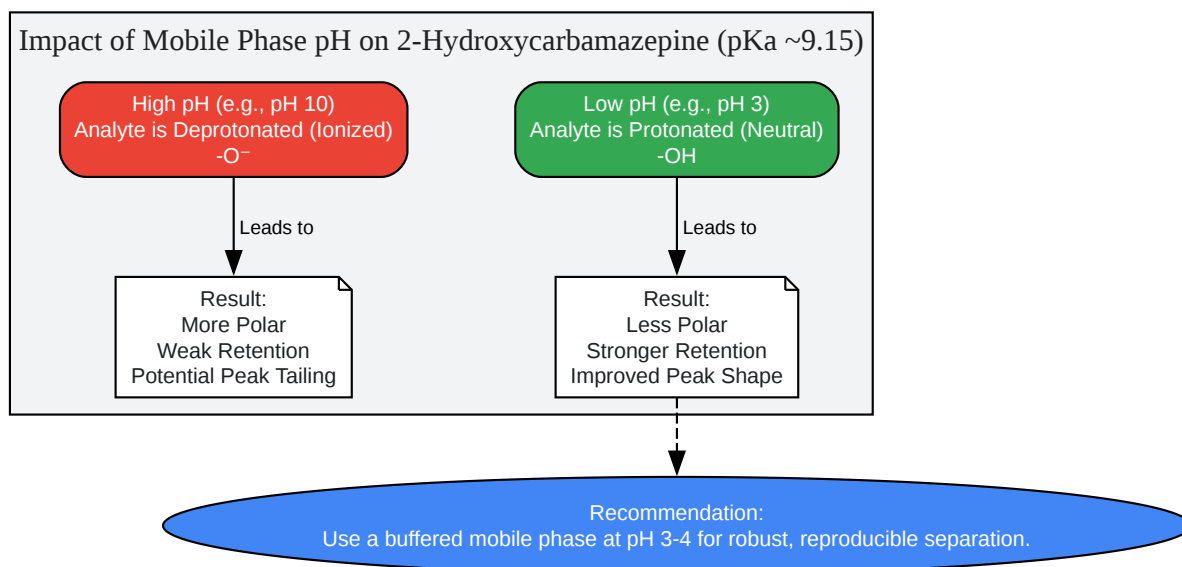 Impact of Mobile Phase pH on 2-Hydroxycarbamazepine (pKa ~9.15)
High pH (e.g., pH 10)
Analyte is Deprotonated (Ionized)
-O⁻
Leads to
Result:
More Polar
Weak Retention
Potential Peak Tailing
Low pH (e.g., pH 3)
Analyte is Protonated (Neutral)
-OH
Leads to
Result:
Less Polar
Stronger Retention
Improved Peak Shape
Recommendation:
Use a buffered mobile phase at pH 3-4 for robust, reproducible separation.